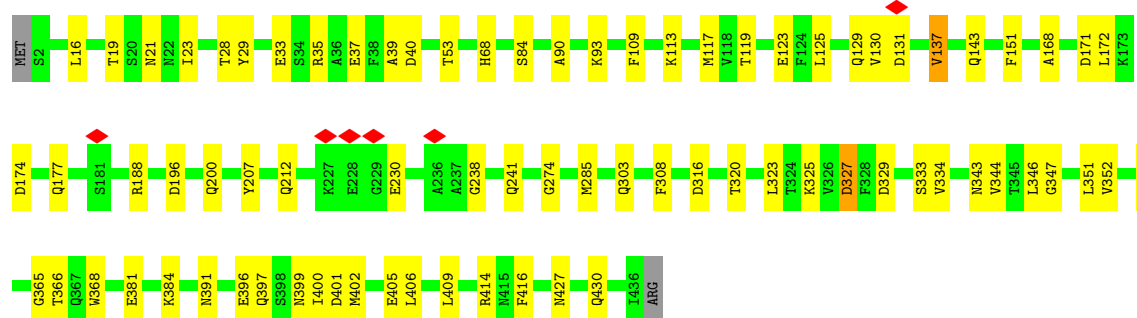 MET S2 L16 T19 S20 N21 N22 I23 T28 Y29 E33 S34 R35 A36 E37 F38 A39 D40 T53 H68 S84 A90 K93 F109 K113 M117 V118 T119 E123 F124 L125 Q129 V130 D131 V137 Q143 F151 A168 D171 L172 K173
D174 Q177 S181 R188 D196 Q200 Y207 Q212 K227 E228 G229 E230 A236 A237 G238 Q241 G274 M285 Q303 F308 D316 T320 L323 T324 K325 V326 D327 F328 D329 S333 V334 N343 V344 T345 L346 G347 L351 V352
G365 T366 Q367 W368 E381 K384 N391 E396 Q397 S398 N399 I400 D401 M402 E405 L406 L409 R414 N415 F416 N427 Q430 I436 ARG